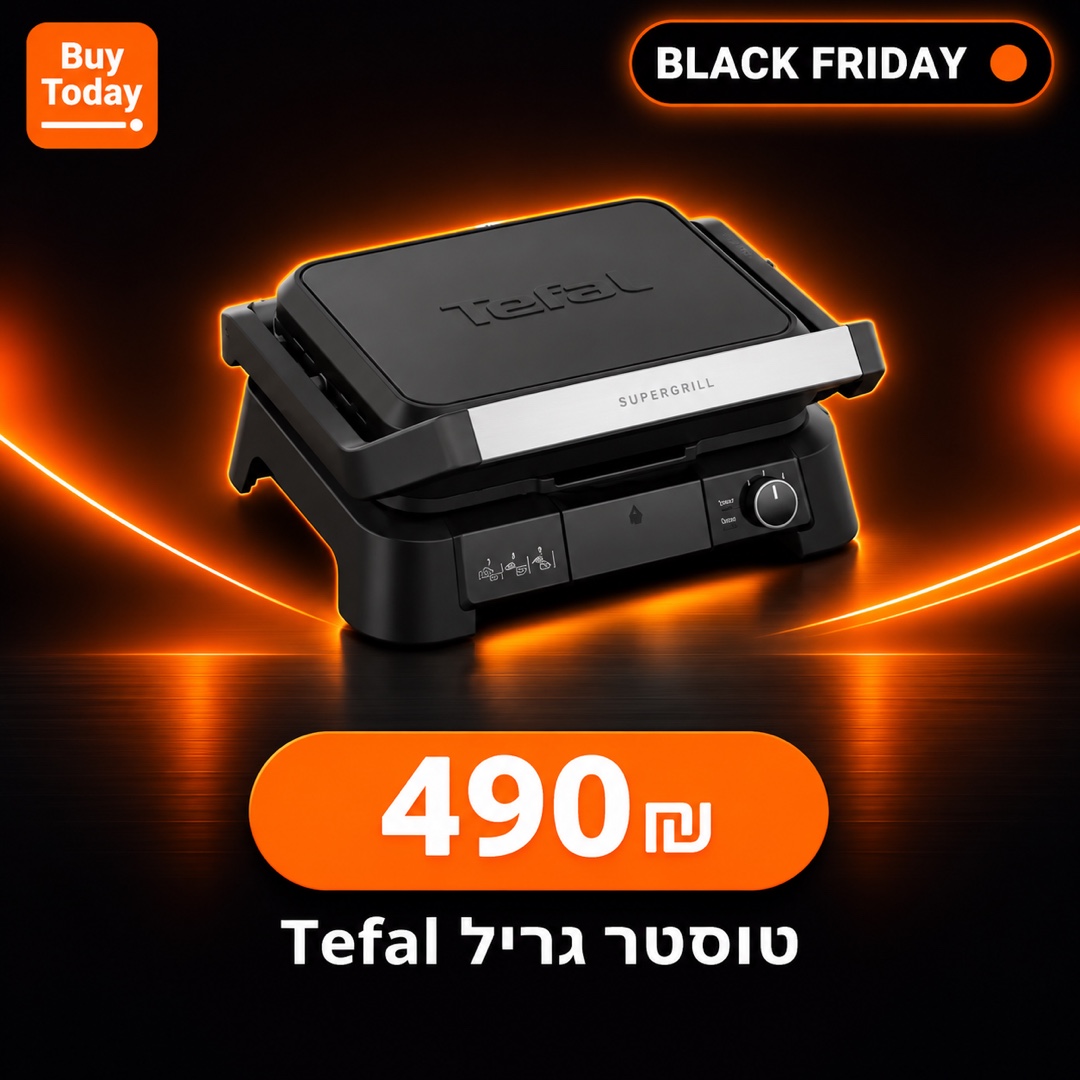 Buy
Today
BLACK FRIDAY
Tefal
SUPERGRILL
490 ₪
טוסטר גריל Tefal